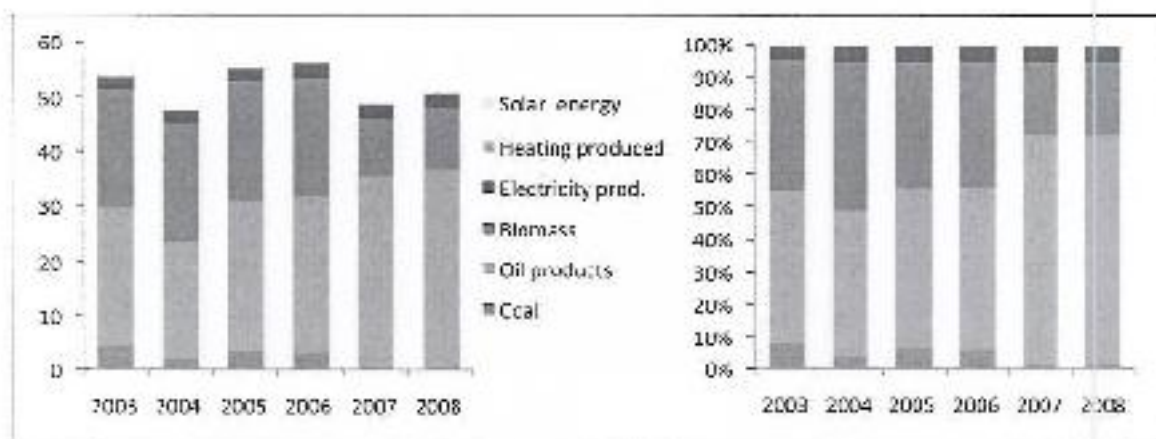 60
50
40
30
20
10
0
2003 2004 2005 2006 2007 2008
Solar energy
Heating produced
Electricity prod.
Biomass
Oil products
Coal
100%
90%
80%
70%
60%
50%
40%
30%
20%
10%
0%
2003 2004 2005 2006 2007 2008